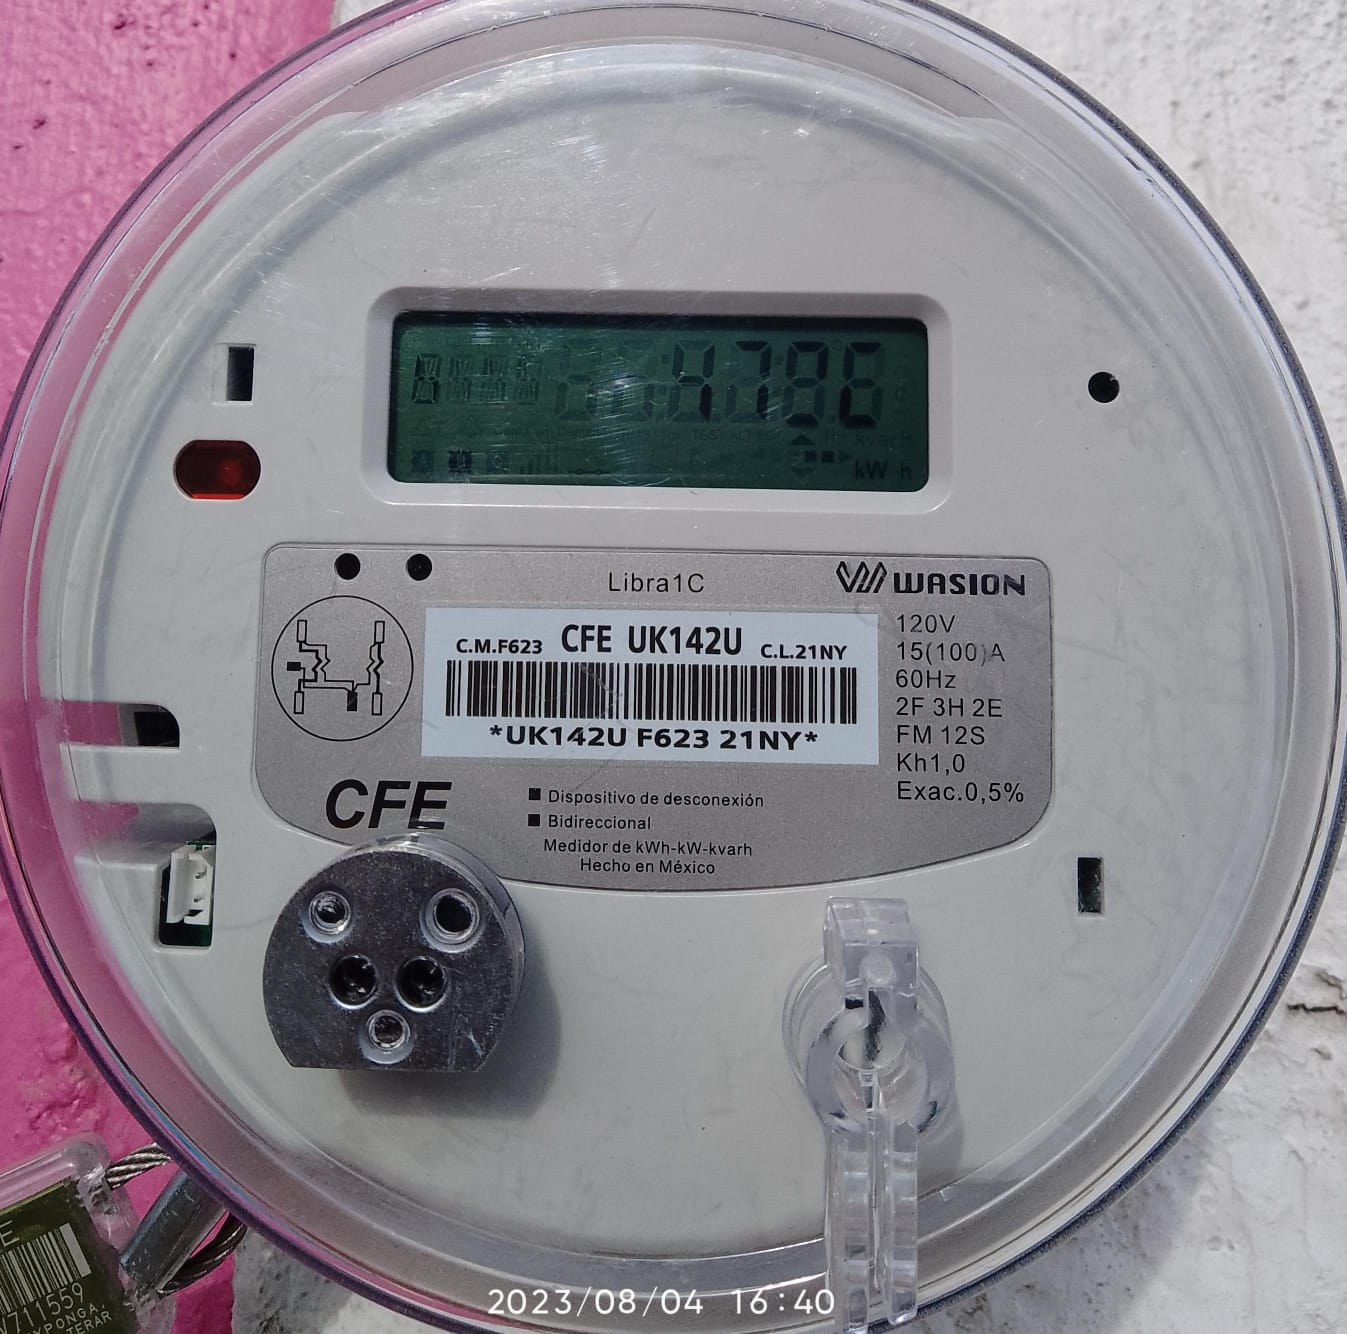 kW h
Libra1C
WASION
C.M.F623 CFE UK142U C.L.21NY
*UK142U F623 21NY*
120V
15(100)A
60Hz
2F 3H 2E
FM 12S
Kh1,0
Exac.0,5%
CFE
Dispositivo de desconexión
Bidireccional
Medidor de kWh-kW-kvarh
Hecho en México
711559
2023/08/04 16:40